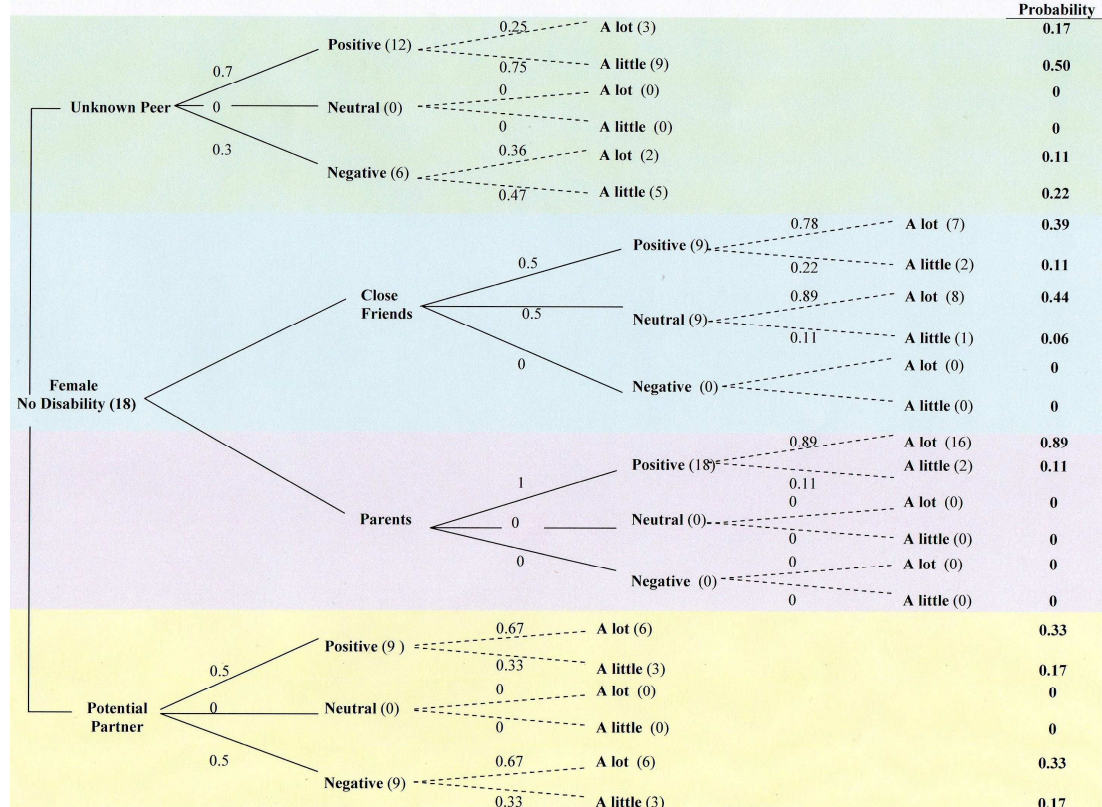 Probability
0.25 A lot (3) 0.17
Positive (12)
0.7 0.75 A little (9) 0.50
0 A lot (0) 0
Unknown Peer 0 Neutral (0)
0 A little (0) 0
0.3 0.36 A lot (2) 0.11
Negative (6)
0.47 A little (5) 0.22
0.78 A lot (7) 0.39
Positive (9)
0.5 0.22 A little (2) 0.11
Close
Friends
0.89 A lot (8) 0.44
0.5 Neutral (9)
0.11 A little (1) 0.06
0 A lot (0) 0
Female
No Disability (18)
Negative (0)
A little (0) 0
0.89 A lot (16) 0.89
Positive (18)
A little (2) 0.11
1 0.11
0 A lot (0) 0
Parents 0 Neutral (0)
0 A little (0) 0
0 0 A lot (0) 0
Negative (0)
0 A little (0) 0
0.67 A lot (6) 0.33
Positive (9 )
0.5 0.33 A little (3) 0.17
0 A lot (0) 0
Potential
Partner
0 Neutral (0)
0 A little (0) 0
0.5 0.67 A lot (6) 0.33
Negative (9)
0.33 A little (3) 0.17